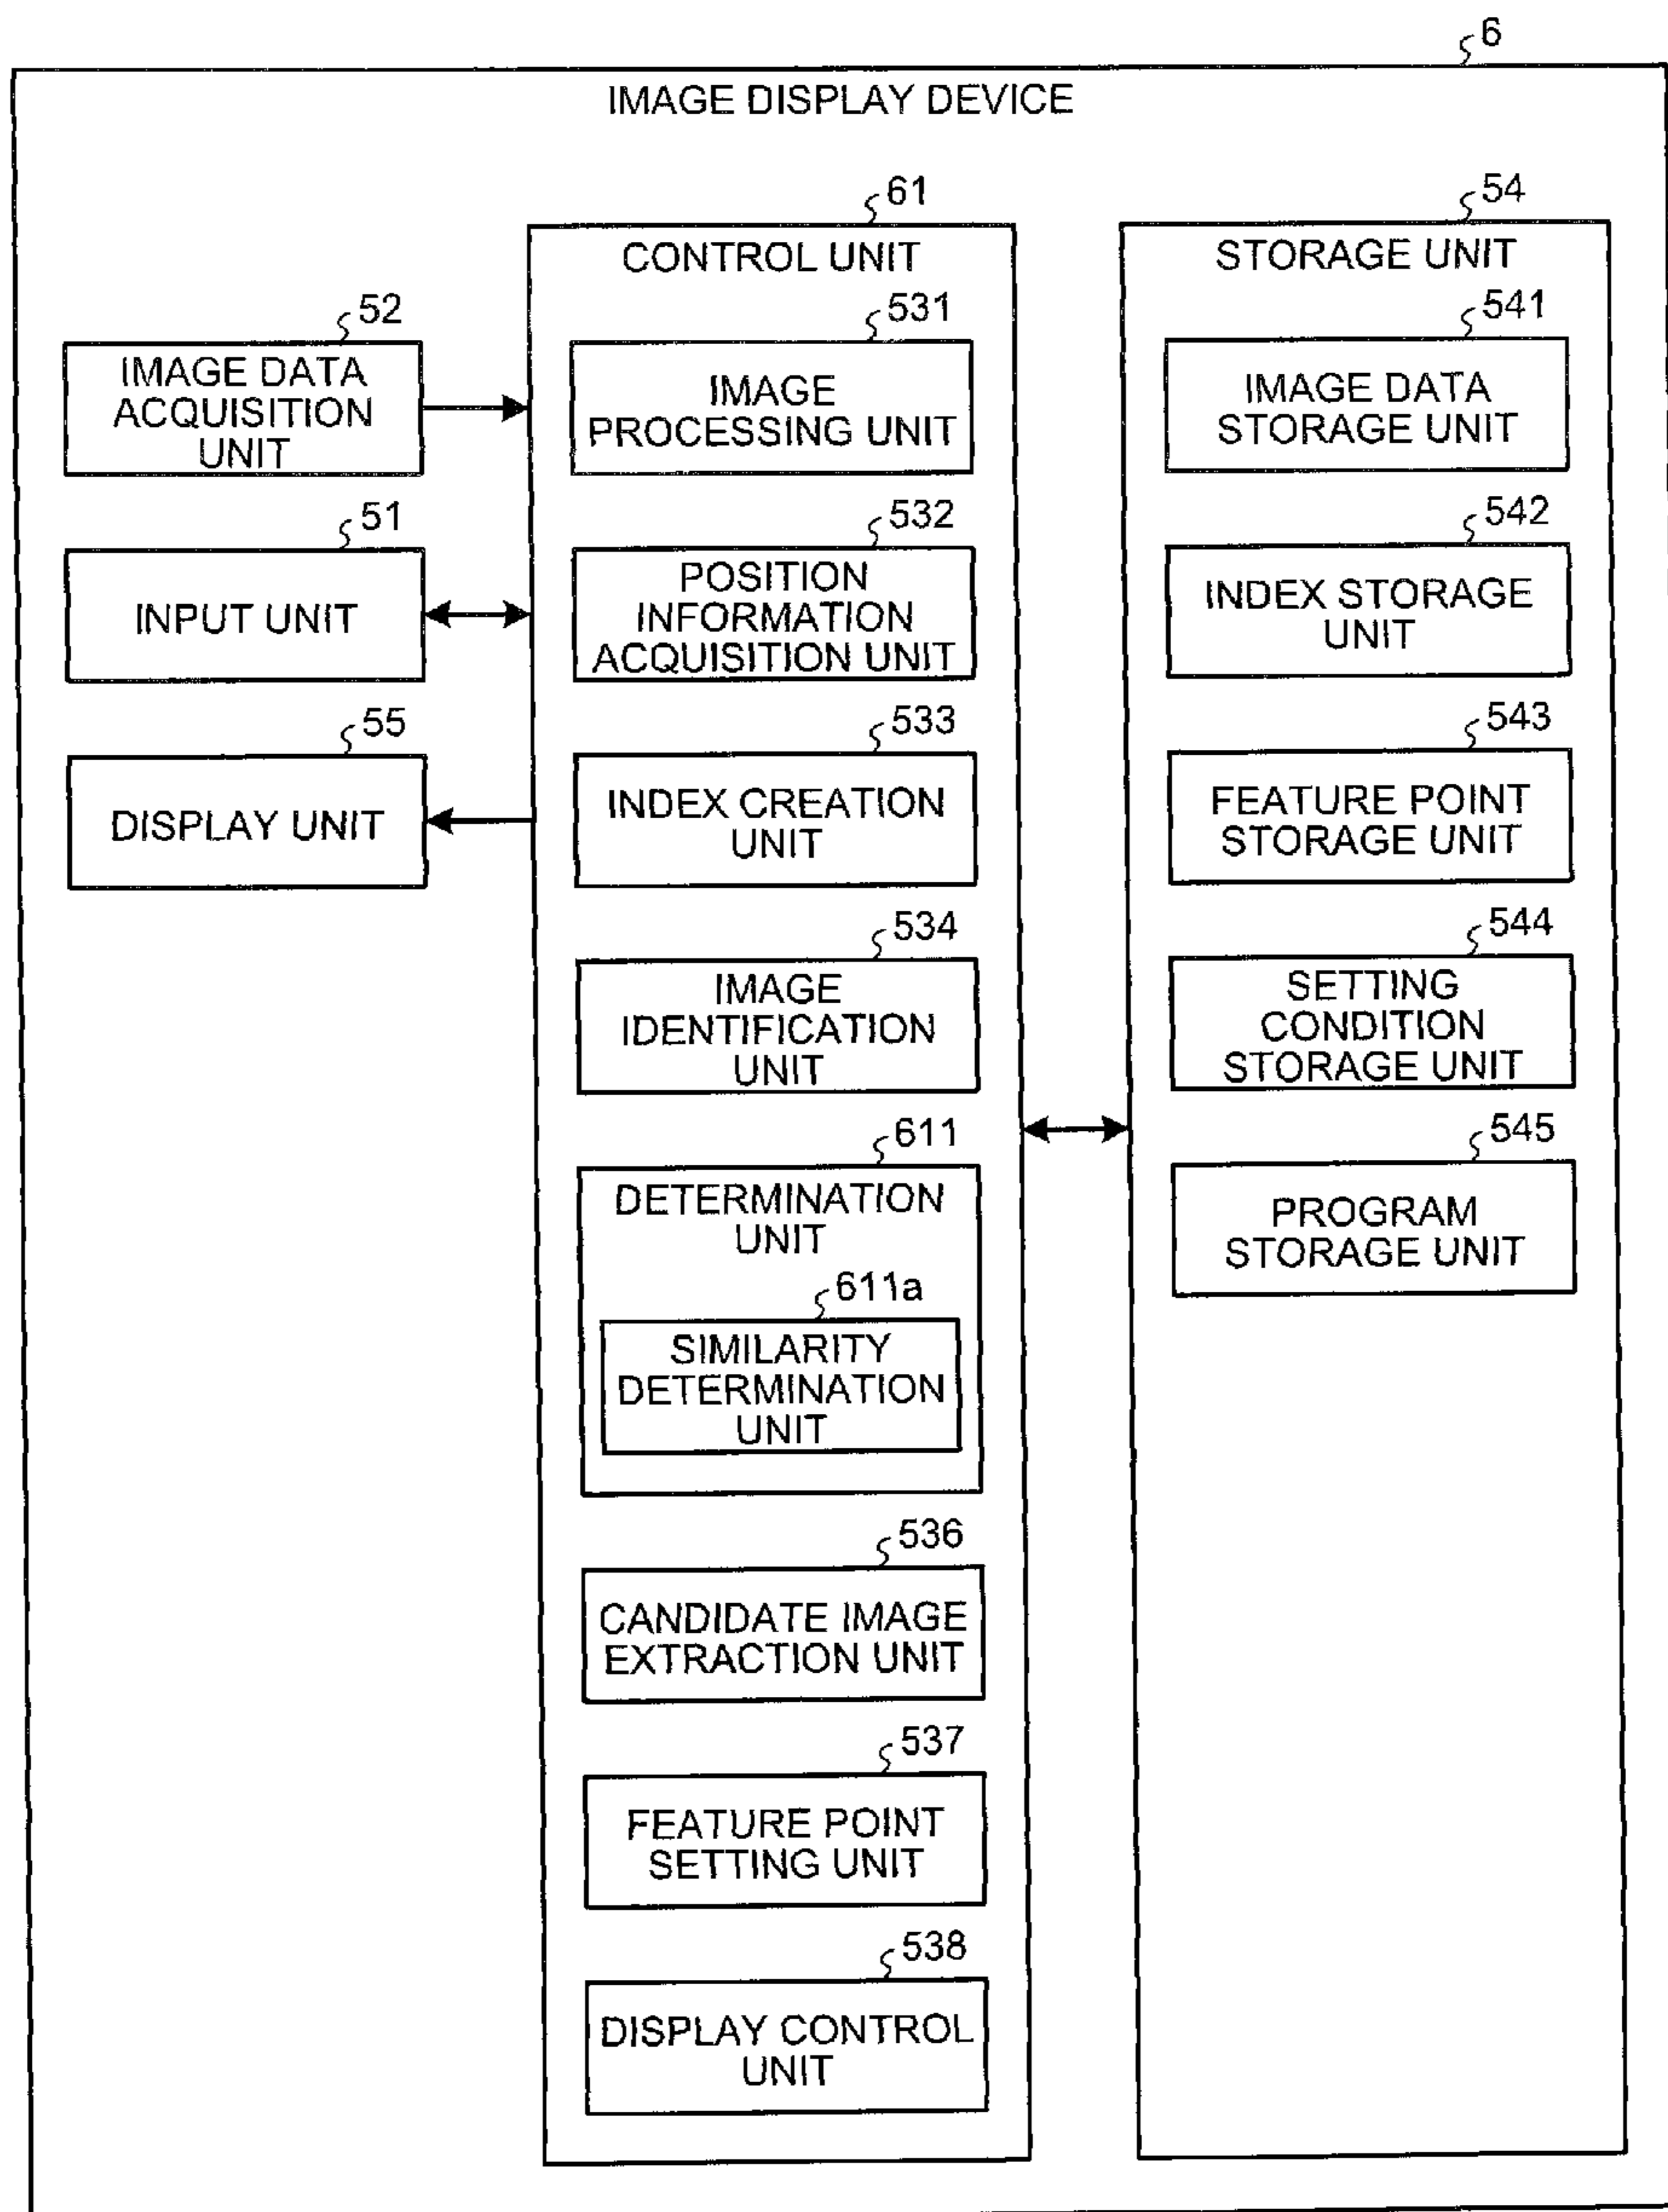 6
IMAGE DISPLAY DEVICE
52
IMAGE DATA
ACQUISITION
UNIT
51
INPUT UNIT
55
DISPLAY UNIT
61
CONTROL UNIT
531
IMAGE
PROCESSING UNIT
532
POSITION
INFORMATION
ACQUISITION UNIT
533
INDEX CREATION
UNIT
534
IMAGE
IDENTIFICATION
UNIT
611
DETERMINATION
UNIT
611a
SIMILARITY
DETERMINATION
UNIT
536
CANDIDATE IMAGE
EXTRACTION UNIT
537
FEATURE POINT
SETTING UNIT
538
DISPLAY CONTROL
UNIT
54
STORAGE UNIT
541
IMAGE DATA
STORAGE UNIT
542
INDEX STORAGE
UNIT
543
FEATURE POINT
STORAGE UNIT
544
SETTING
CONDITION
STORAGE UNIT
545
PROGRAM
STORAGE UNIT